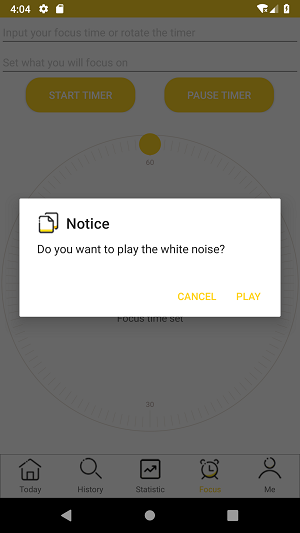 4:04
Input your focus time or rotate the timer
Set what you will focus on
START TIMER
PAUSE TIMER
60
Notice
Do you want to play the white noise?
CANCEL
PLAY
Focus time set
30
Today
History
Statistic
Focus
Me